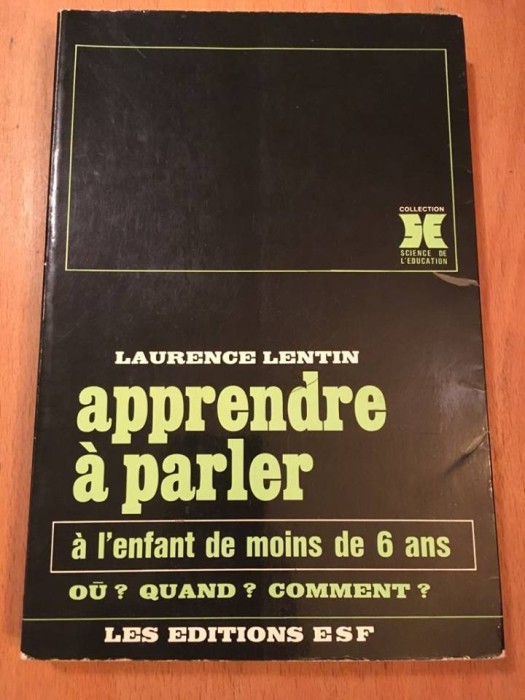 COLLECTION
SE
SCIENCE DE
L'EDUCATION
LAURENCE LENTIN
apprendre
à parler
à l'enfant de moins de 6 ans
OÙ ? QUAND ? COMMENT ?
LES EDITIONS ESF